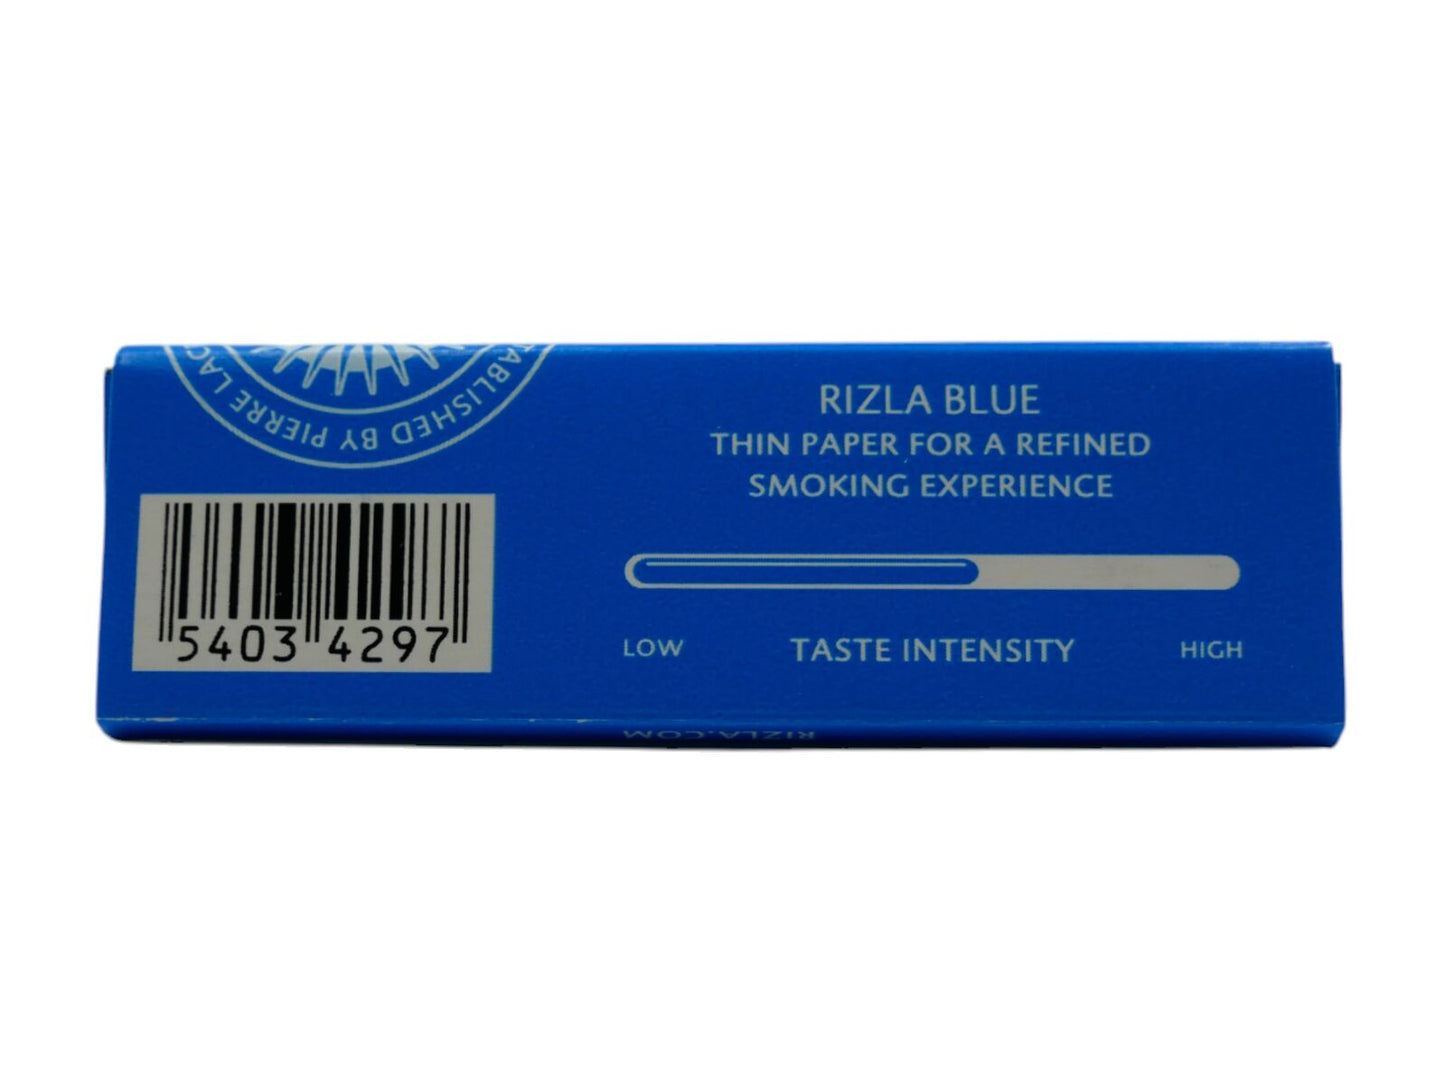 TABLISHED BY PIERRE LAC
RIZLA BLUE
THIN PAPER FOR A REFINED
SMOKING EXPERIENCE
5403 4297
LOW TASTE INTENSITY HIGH
RIZLA.COM